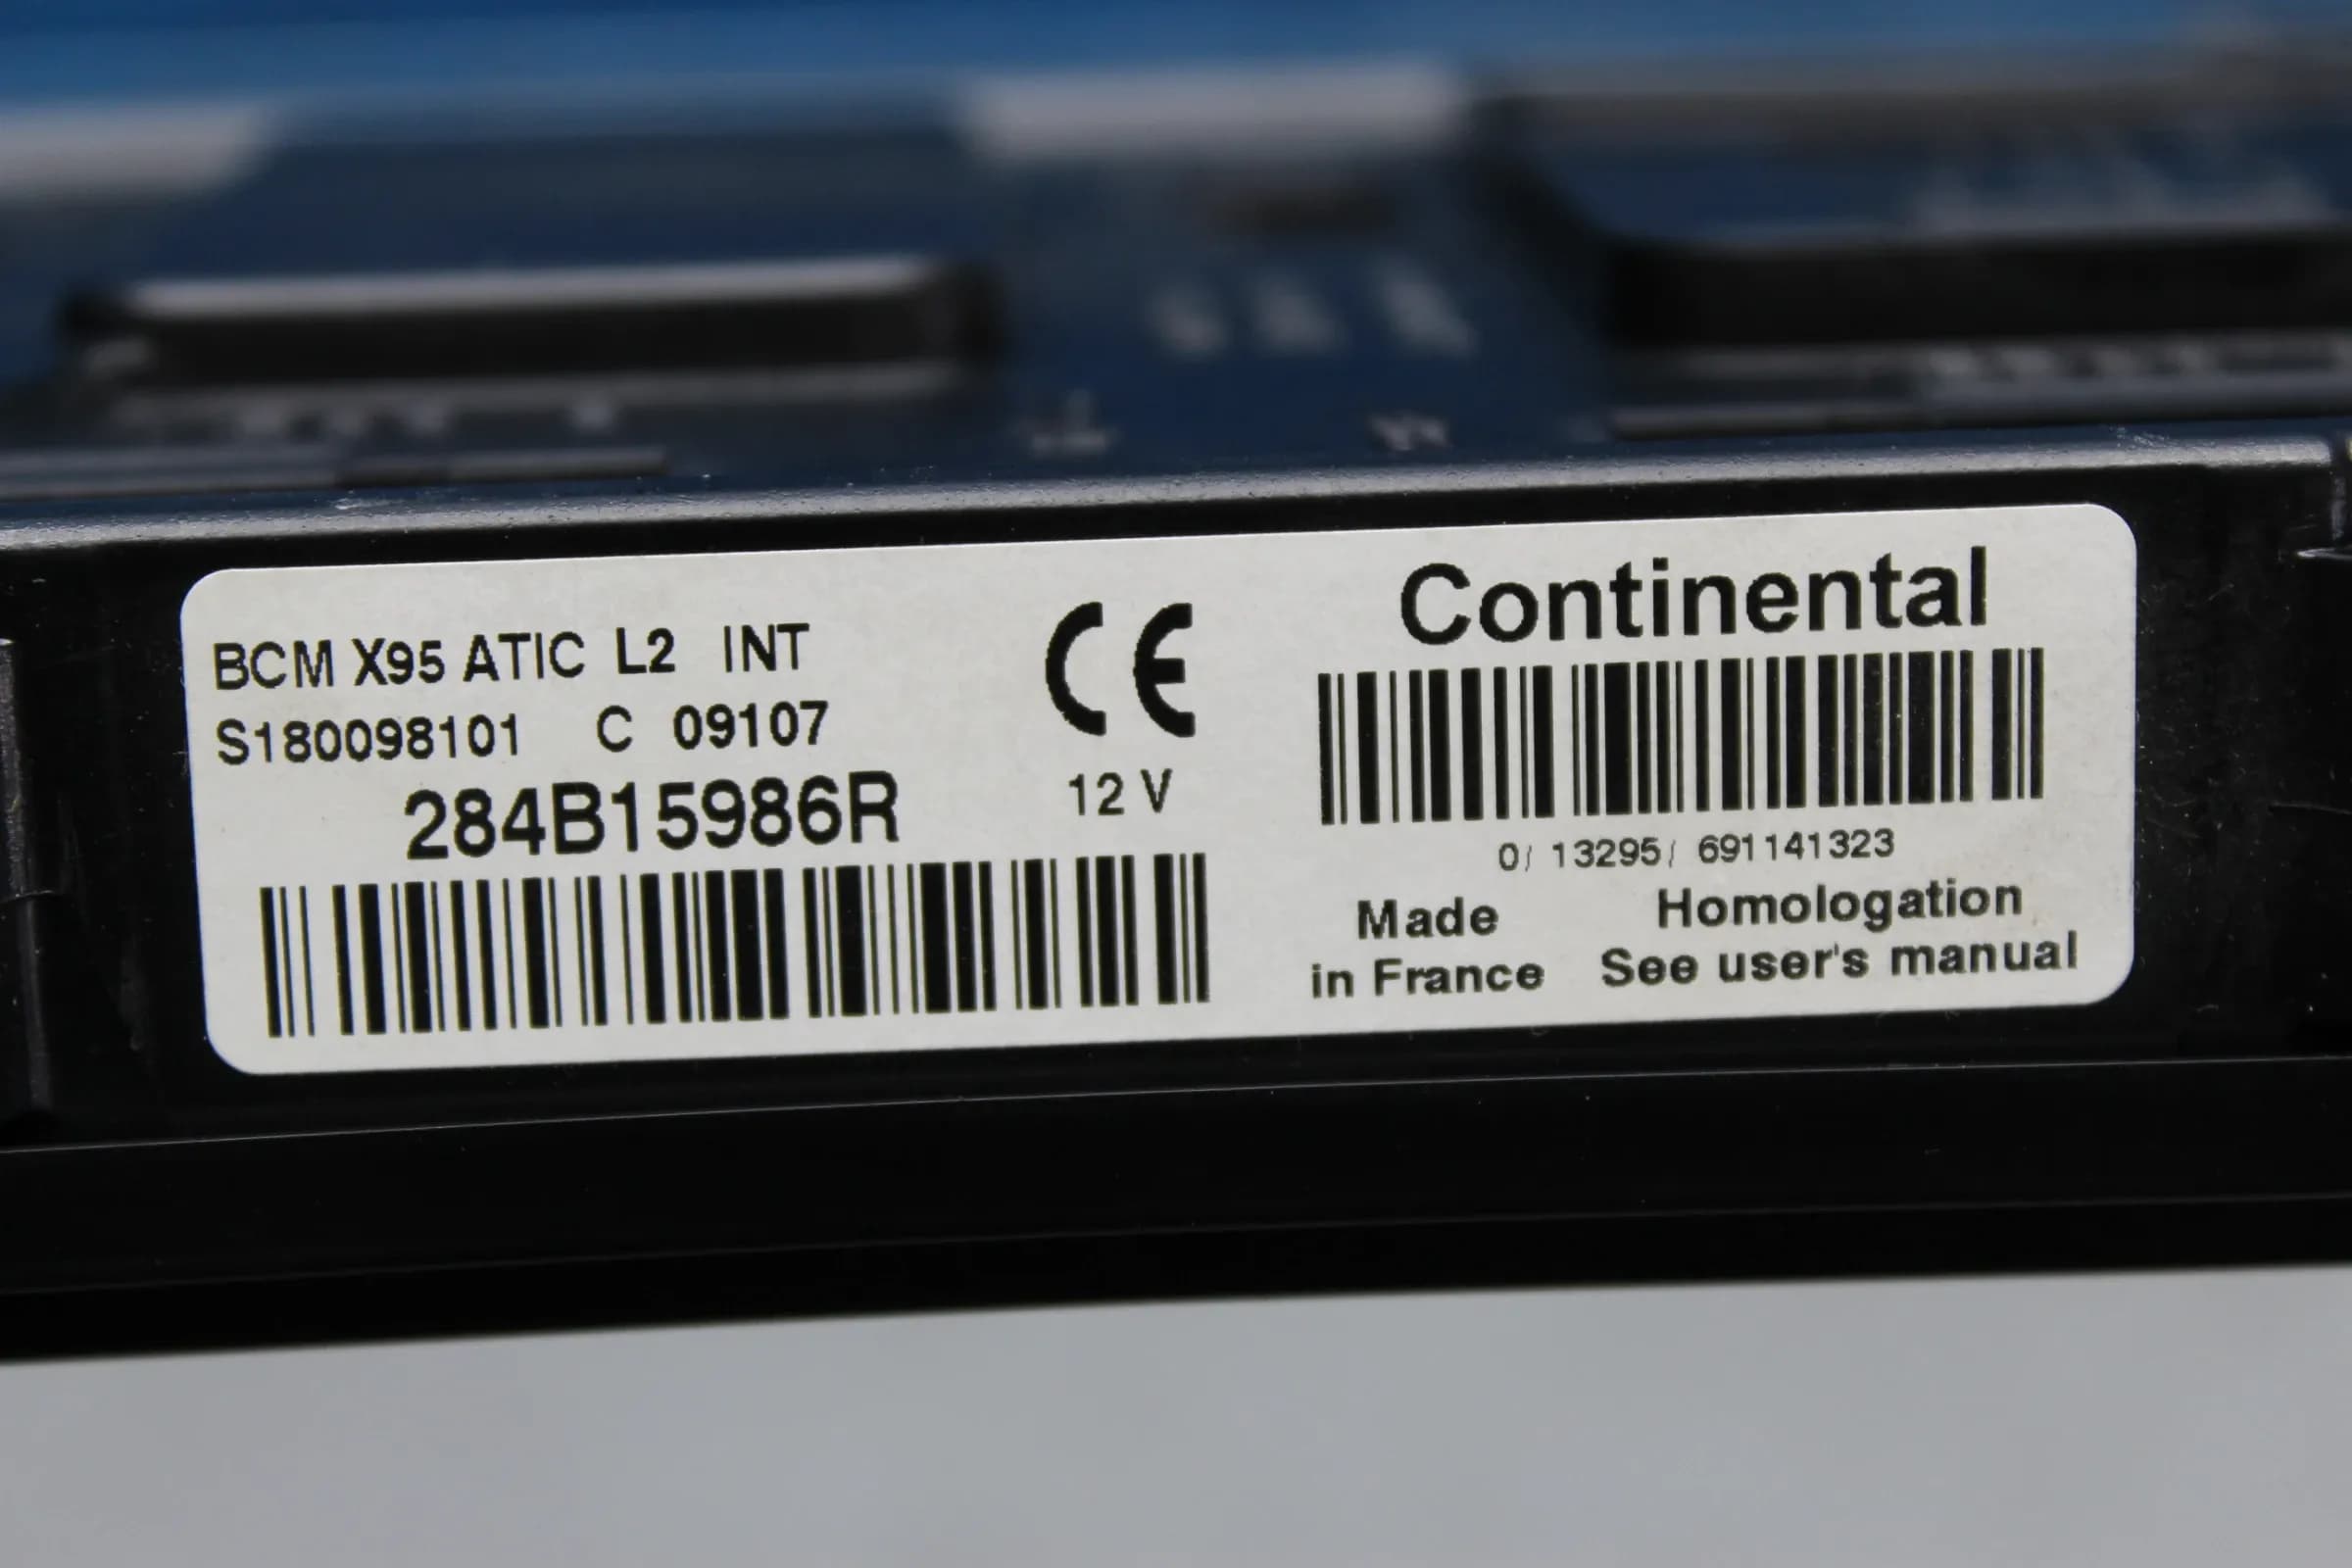 BCM X95 ATIC L2 INT
S180098101 C 09107
284B15986R
CE
12 V
Continental
0/ 13295/ 691141323
Made
in France
Homologation
See user's manual